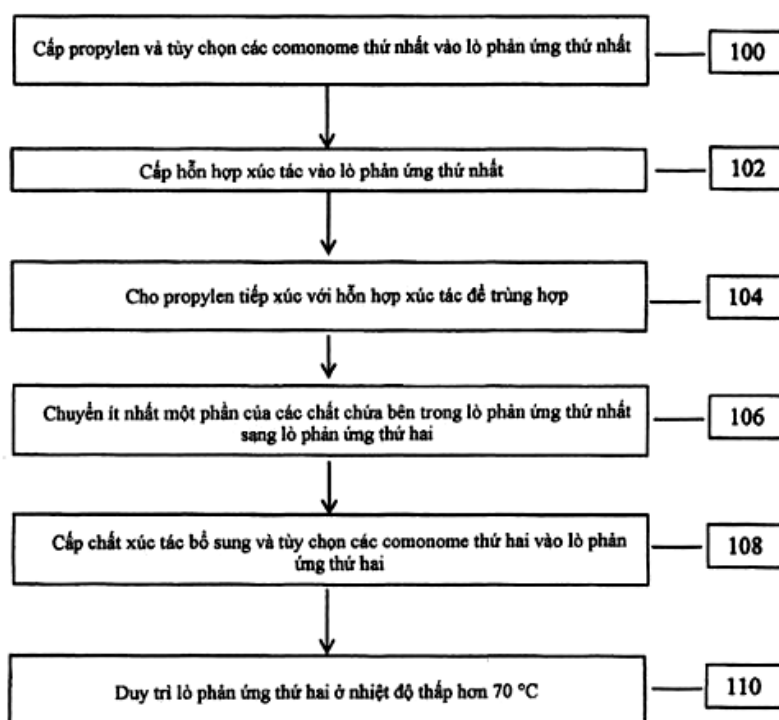 Cấp propylen và tùy chọn các comonome thứ nhất vào lò phản ứng thứ nhất
100
Cấp hỗn hợp xúc tác vào lò phản ứng thứ nhất
102
Cho propylen tiếp xúc với hỗn hợp xúc tác để trùng hợp
104
Chuyển ít nhất một phần của các chất chứa bên trong lò phản ứng thứ nhất
sang lò phản ứng thứ hai
106
Cấp chất xúc tác bổ sung và tùy chọn các comonome thứ hai vào lò phản
ứng thứ hai
108
Duy trì lò phản ứng thứ hai ở nhiệt độ thấp hơn 70 °C
110